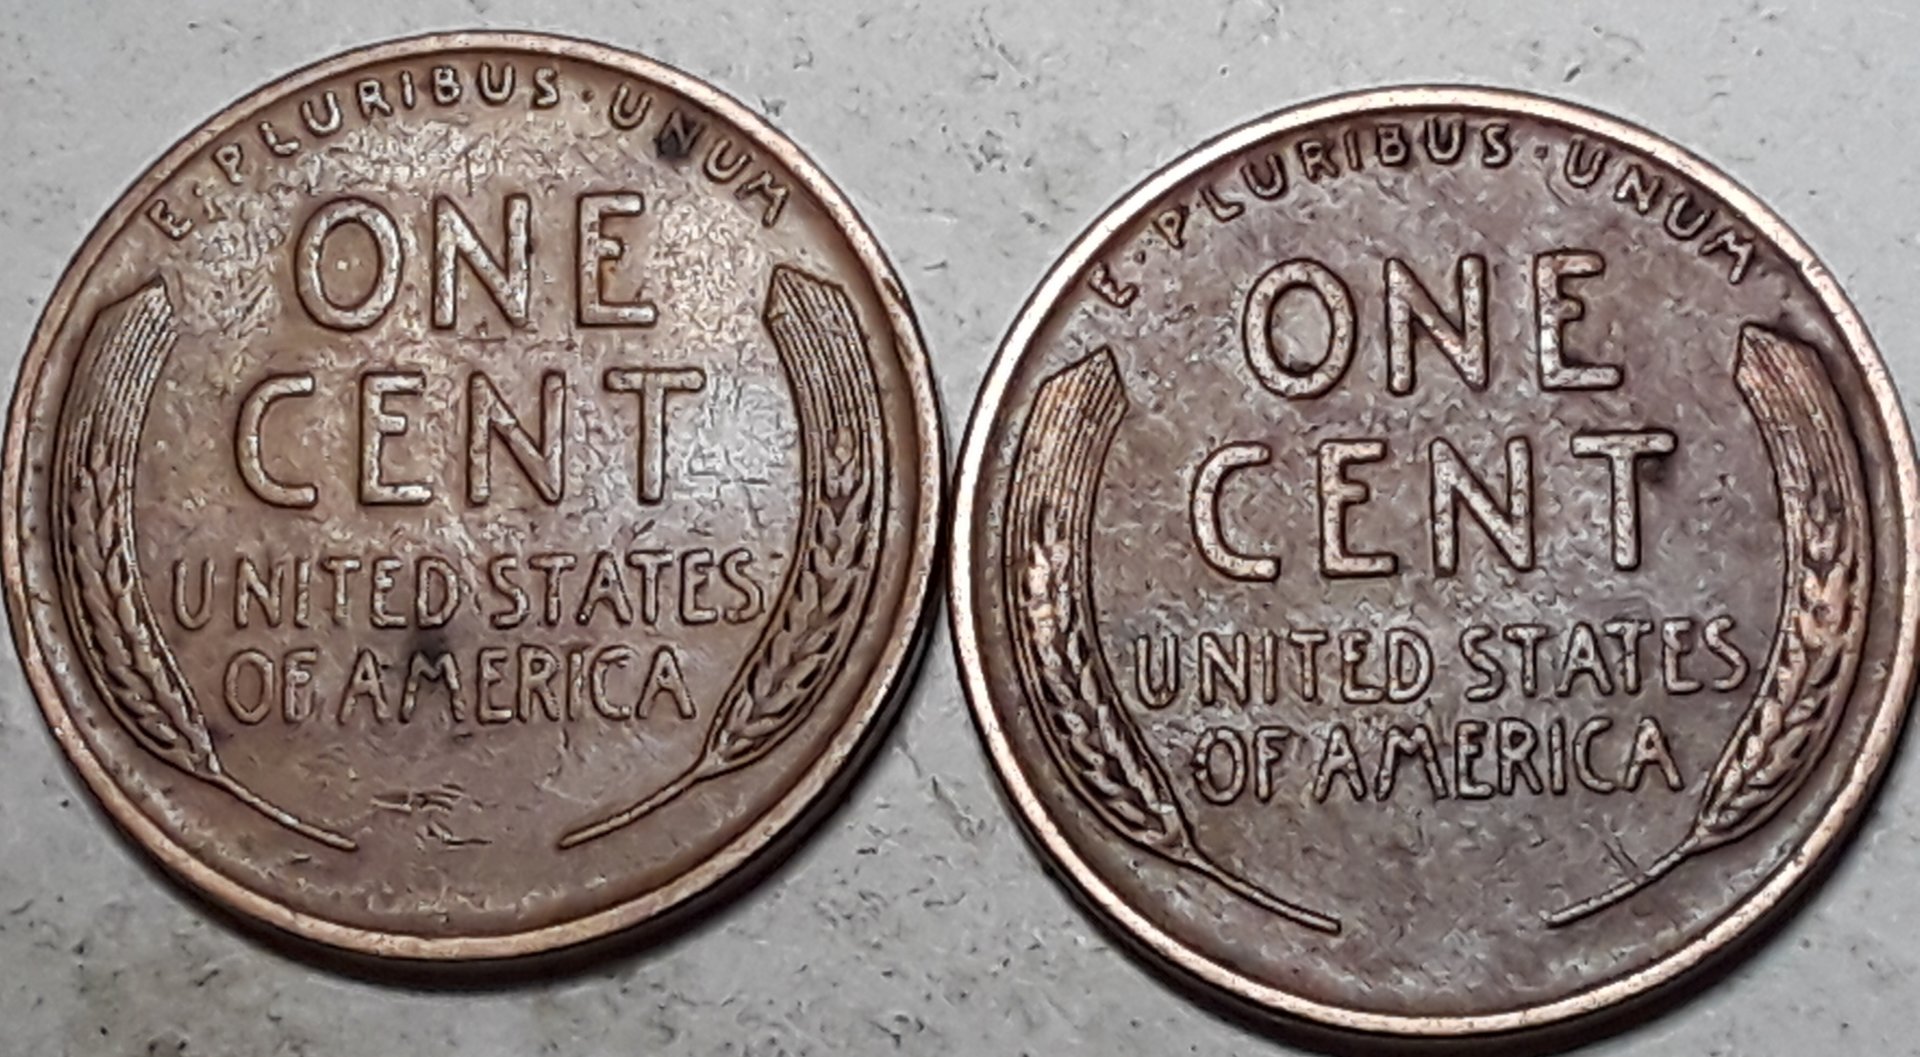 E·PLURIBUS·UNUM
ONE
CENT
UNITED STATES
OF AMERICA
E·PLURIBUS·UNUM
ONE
CENT
UNITED STATES
OF AMERICA